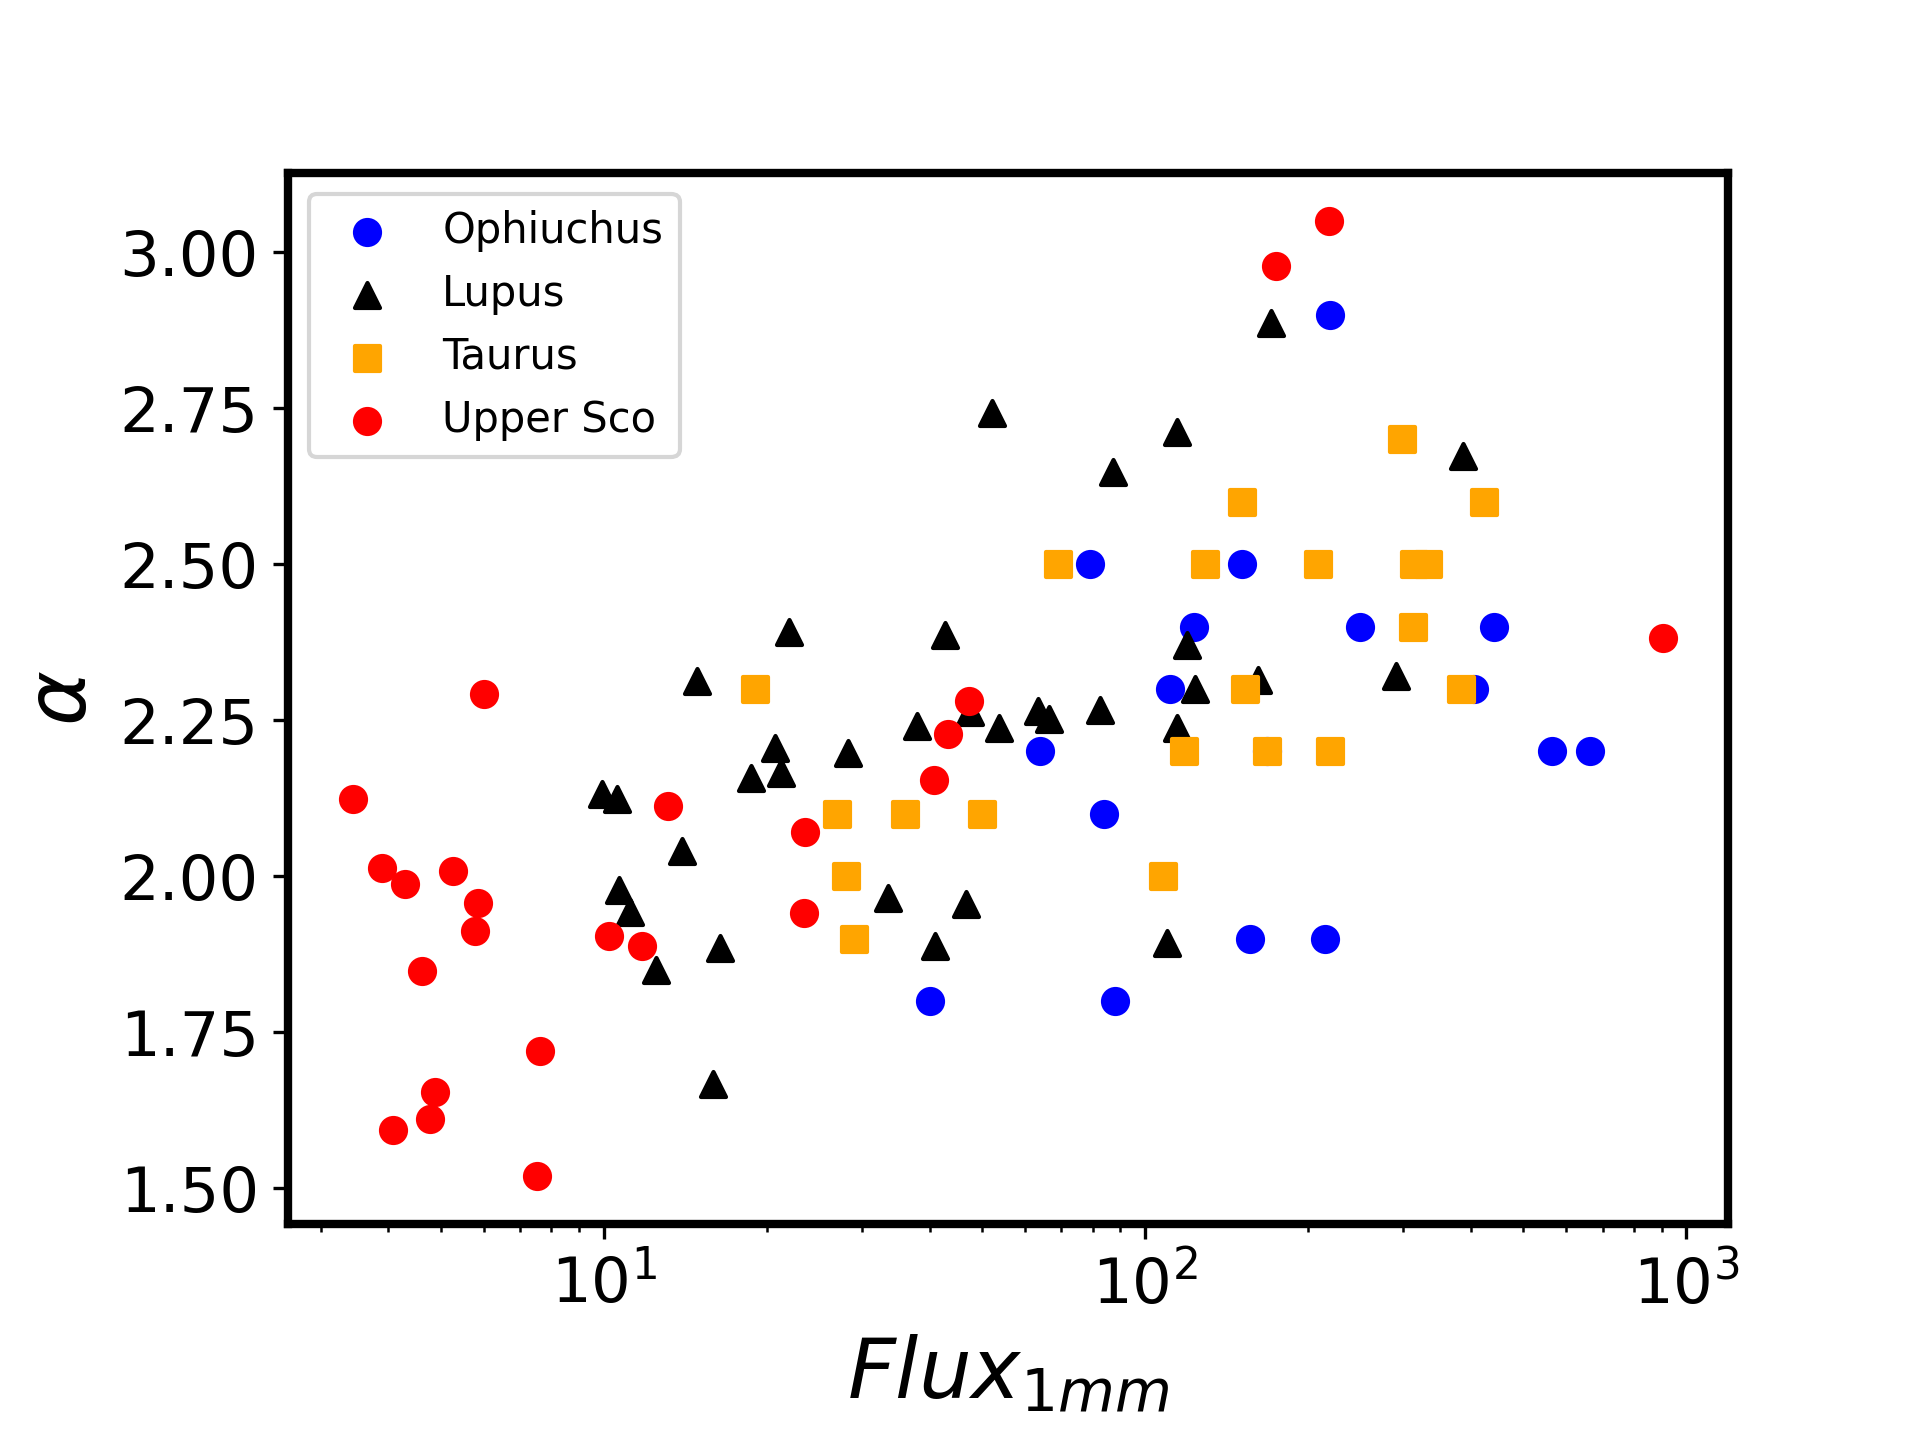 Ophiuchus
Lupus
Taurus
Upper Sco
3.00
2.75
2.50
2.25
2.00
1.75
1.50
α
10¹ 10² 10³
Flux₁ₘₘ